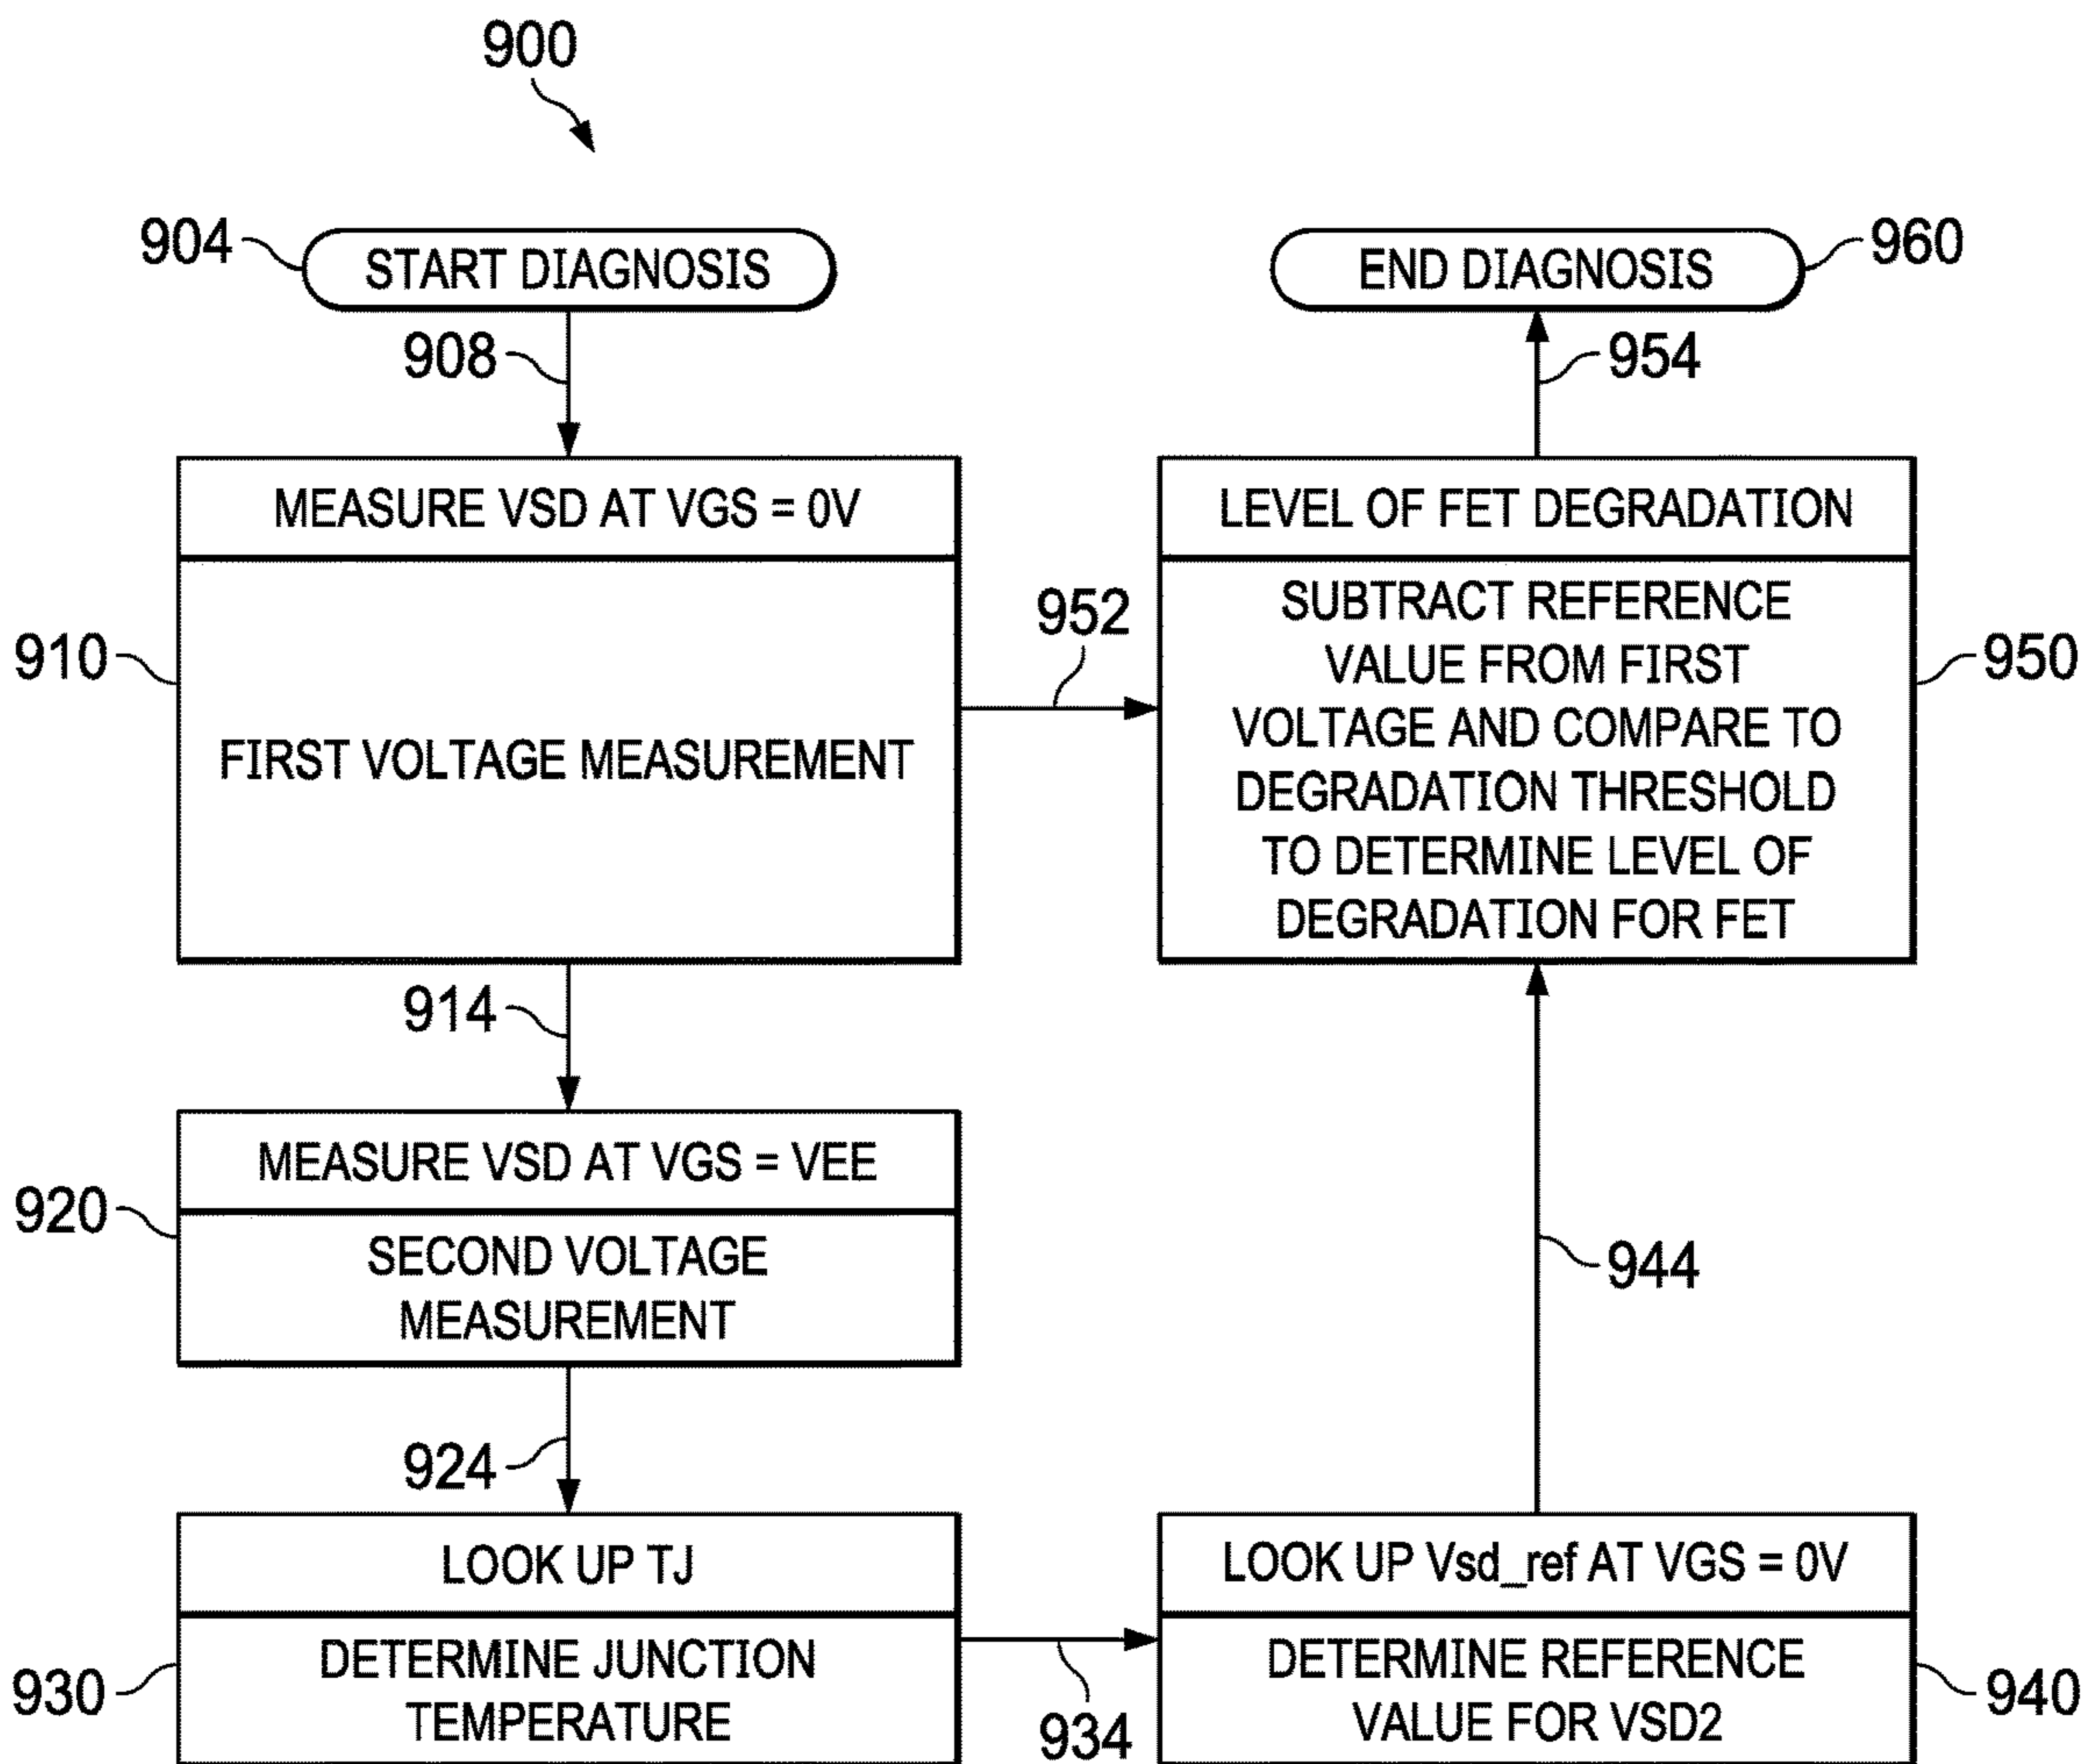 900
904
START DIAGNOSIS
908
MEASURE VSD AT VGS = 0V
910
FIRST VOLTAGE MEASUREMENT
914
MEASURE VSD AT VGS = VEE
920
SECOND VOLTAGE
MEASUREMENT
924
LOOK UP TJ
930
DETERMINE JUNCTION
TEMPERATURE
934
LOOK UP Vsd_ref AT VGS = 0V
DETERMINE REFERENCE
VALUE FOR VSD2
940
944
952
LEVEL OF FET DEGRADATION
SUBTRACT REFERENCE
VALUE FROM FIRST
VOLTAGE AND COMPARE TO
DEGRADATION THRESHOLD
TO DETERMINE LEVEL OF
DEGRADATION FOR FET
950
954
END DIAGNOSIS
960